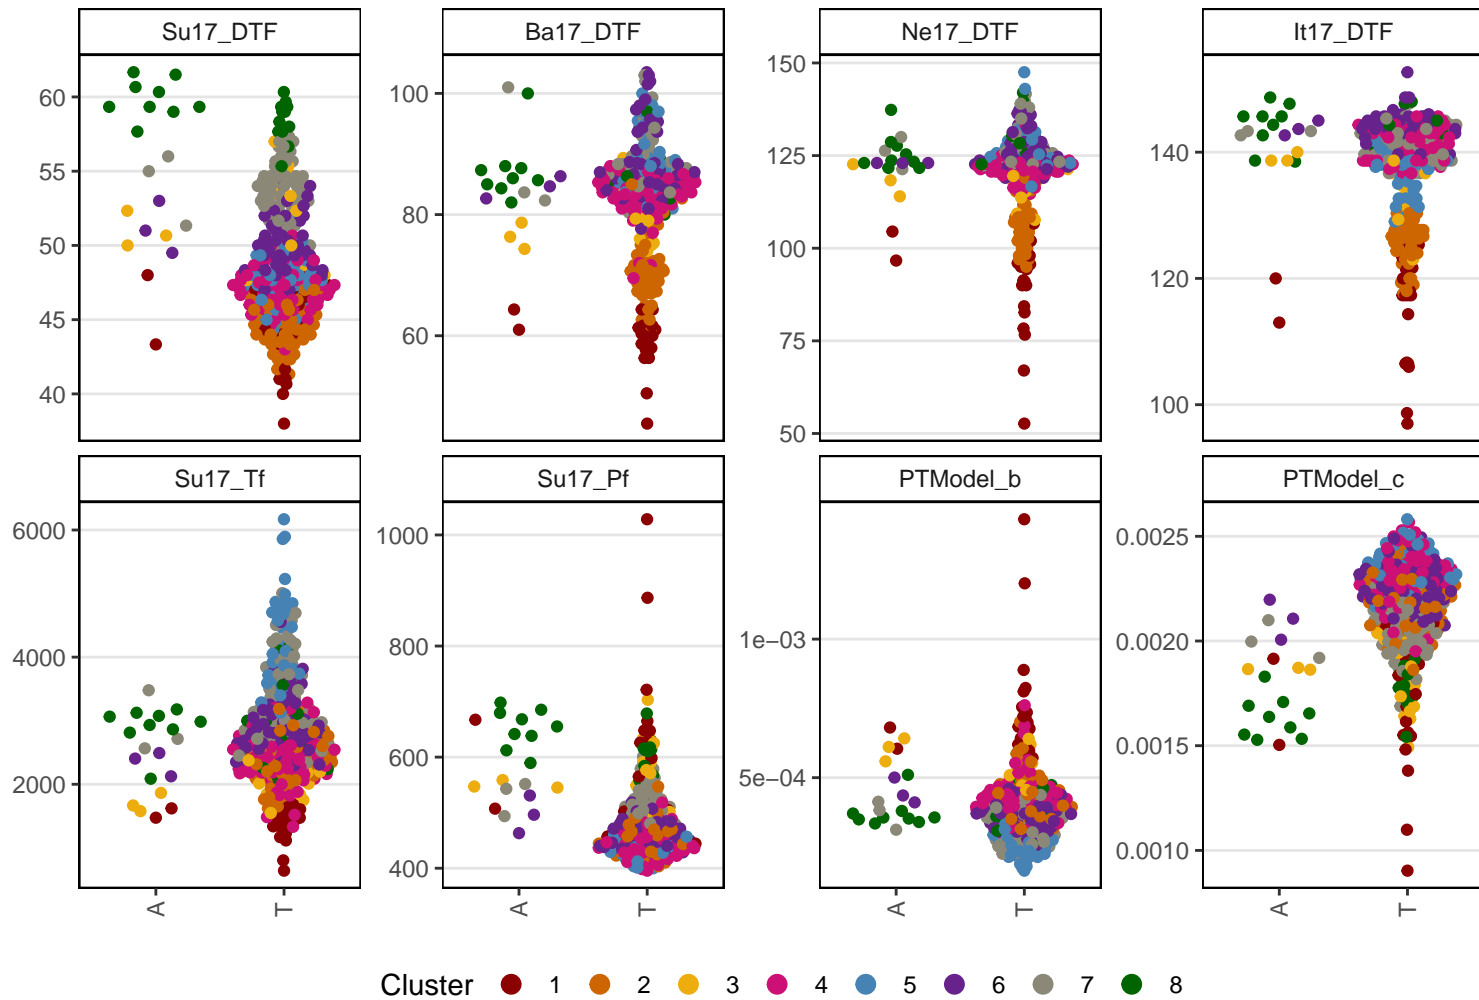 Su17_DTF
Ba17_DTF
Ne17_DTF
It17_DTF
60
55
50
45
40
100
80
60
150
125
100
75
50
140
120
100
Su17_Tf
Su17_Pf
PTModel_b
PTModel_c
6000
4000
2000
1000
800
600
400
1e−03
5e−04
0.0025
0.0020
0.0015
0.0010
A
T
A
T
A
T
A
T
Cluster 1 2 3 4 5 6 7 8